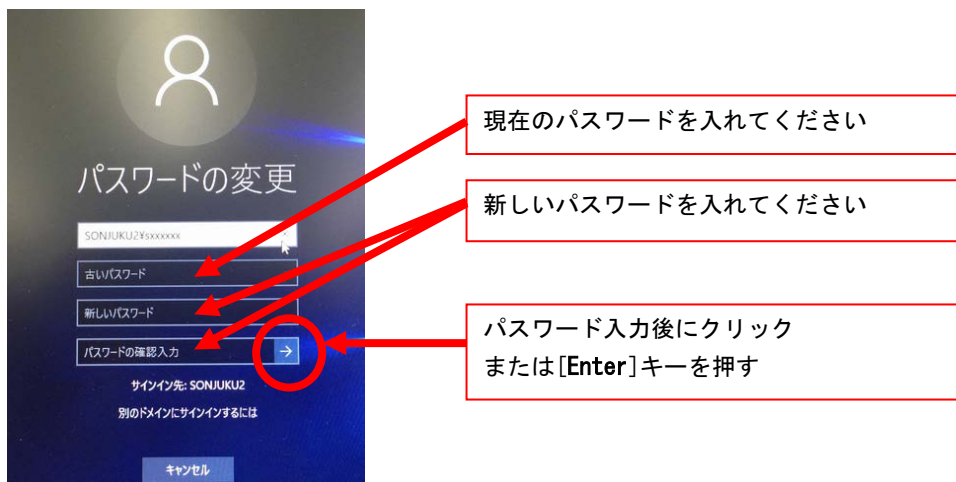 パスワードの変更
SONJUKU2¥sxxxxxx
古いパスワード
新しいパスワード
パスワードの確認入力
サインイン先: SONJUKU2
別のドメインにサインインするには
キャンセル
現在のパスワードを入れてください
新しいパスワードを入れてください
パスワード入力後にクリック
または[Enter]キーを押す